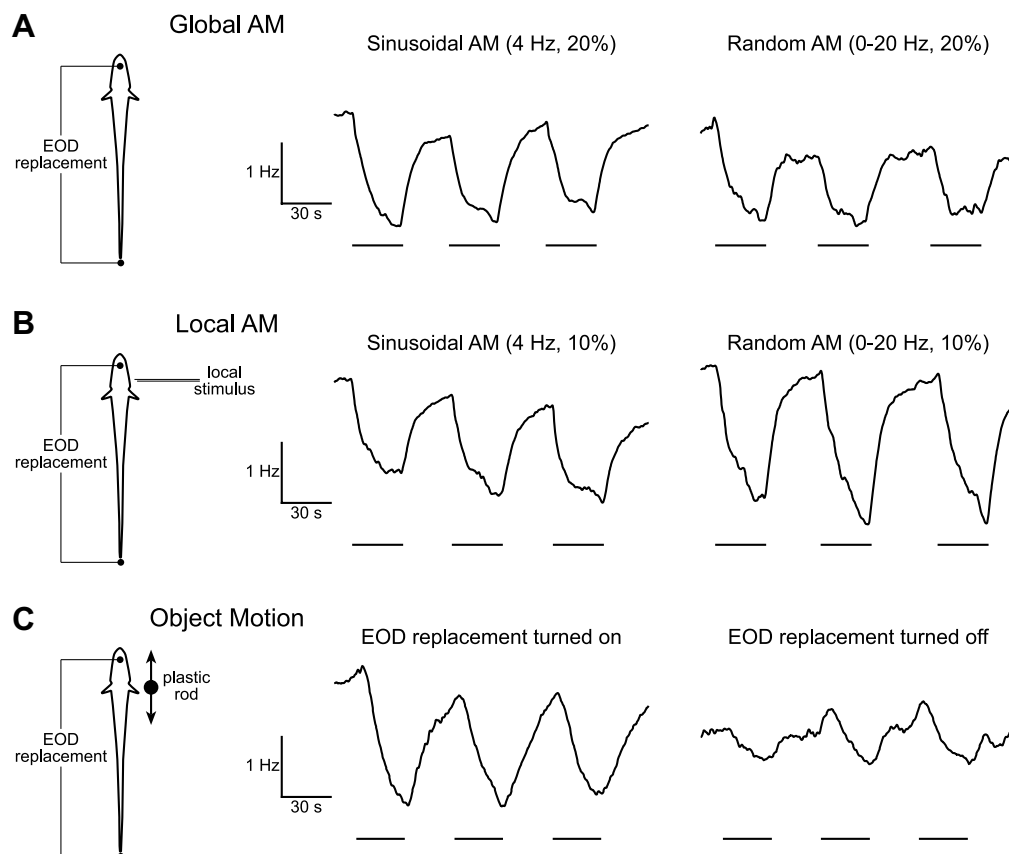 A
Global AM
EOD
replacement
1 Hz
30 s
Sinusoidal AM (4 Hz, 20%)
Random AM (0-20 Hz, 20%)
B
Local AM
local
stimulus
EOD
replacement
1 Hz
30 s
Sinusoidal AM (4 Hz, 10%)
Random AM (0-20 Hz, 10%)
C
Object Motion
plastic
rod
EOD
replacement
1 Hz
30 s
EOD replacement turned on
EOD replacement turned off